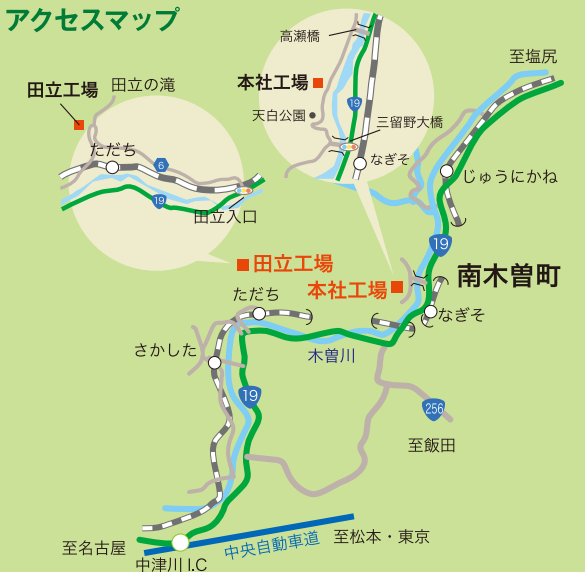 アクセスマップ
高瀬橋
至塩尻
本社工場
田立工場
田立の滝
19
天白公園
三留野大橋
ただち
6
なぎそ
じゅうにかね
19
田立入口
19
田立工場
南木曽町
本社工場
ただち
なぎそ
さかした
木曽川
19
256
至飯田
至名古屋
中央自動車道
至松本・東京
中津川I.C